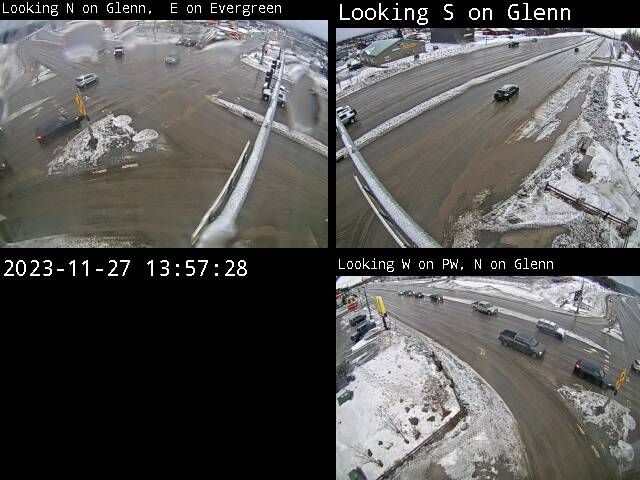 Looking N on Glenn,  E on Evergreen
Looking S on Glenn
2023-11-27 13:57:28
Looking W on PW, N on Glenn